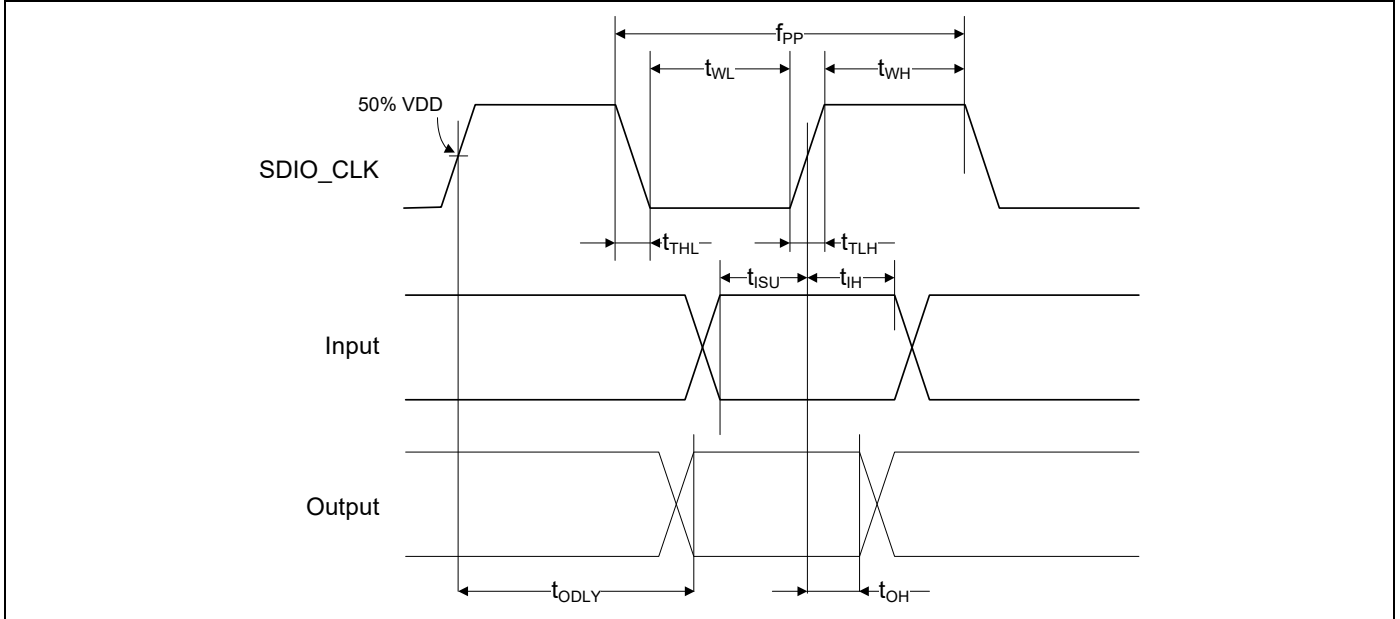 fPP
tWL
tWH
50% VDD
SDIO_CLK
tTHL
tTLH
tISU
tIH
Input
Output
tODLY
tOH